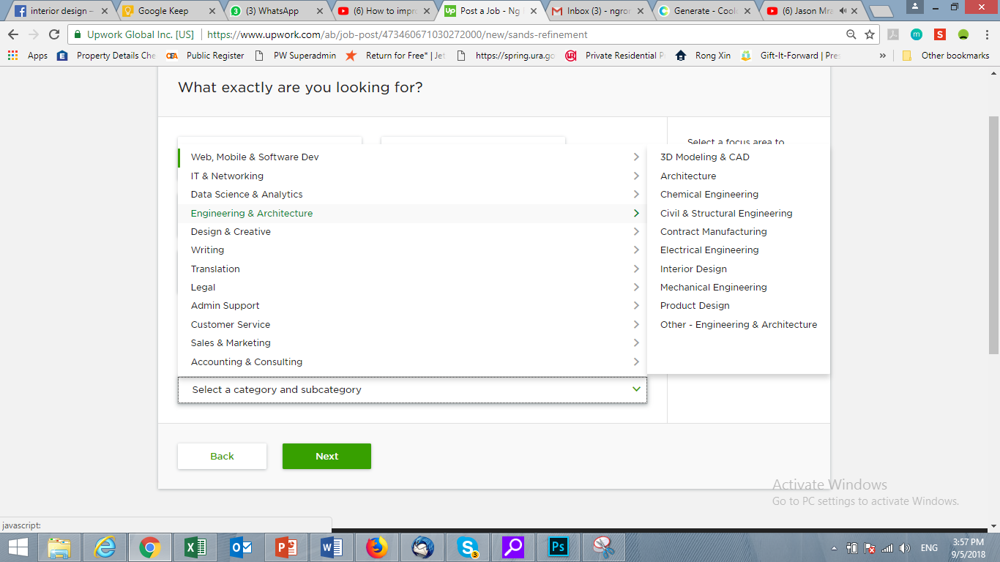 interior design –
Google Keep
(3) WhatsApp
(6) How to impro
Post a Job - Ng
Inbox (3) - ngron
Generate - Cool
(6) Jason Mra
Upwork Global Inc. [US]
https://www.upwork.com/ab/job-post/473460671030272000/new/sands-refinement
Apps
Property Details Che
Public Register
PW Superadmin
Return for Free* | Jet
https://spring.ura.go
Private Residential P
Rong Xin
Gift-It-Forward | Pres
Other bookmarks
What exactly are you looking for?
Select a focus area to
Web, Mobile & Software Dev
IT & Networking
Data Science & Analytics
Engineering & Architecture
Design & Creative
Writing
Translation
Legal
Admin Support
Customer Service
Sales & Marketing
Accounting & Consulting
3D Modeling & CAD
Architecture
Chemical Engineering
Civil & Structural Engineering
Contract Manufacturing
Electrical Engineering
Interior Design
Mechanical Engineering
Product Design
Other - Engineering & Architecture
Select a category and subcategory
Back
Next
Activate Windows
Go to PC settings to activate Windows.
javascript:
ENG
3:57 PM
9/5/2018